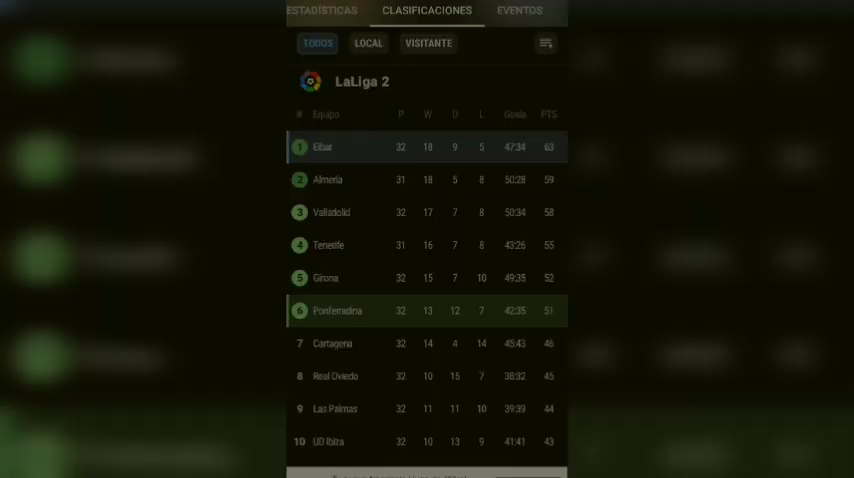 ESTADÍSTICAS CLASIFICACIONES EVENTOS
TODOS LOCAL VISITANTE
LaLiga 2
# Equipo P W D L Goals PTS
1 Eibar 32 18 9 5 47:34 63
2 Almería 31 18 5 8 50:28 59
3 Valladolid 32 17 7 8 50:34 58
4 Tenerife 31 16 7 8 43:26 55
5 Girona 32 15 7 10 49:35 52
6 Ponferradina 32 13 12 7 42:35 51
7 Cartagena 32 14 4 14 45:43 46
8 Real Oviedo 32 10 15 7 38:32 45
9 Las Palmas 32 11 11 10 39:39 44
10 UD Ibiza 32 10 13 9 41:41 43